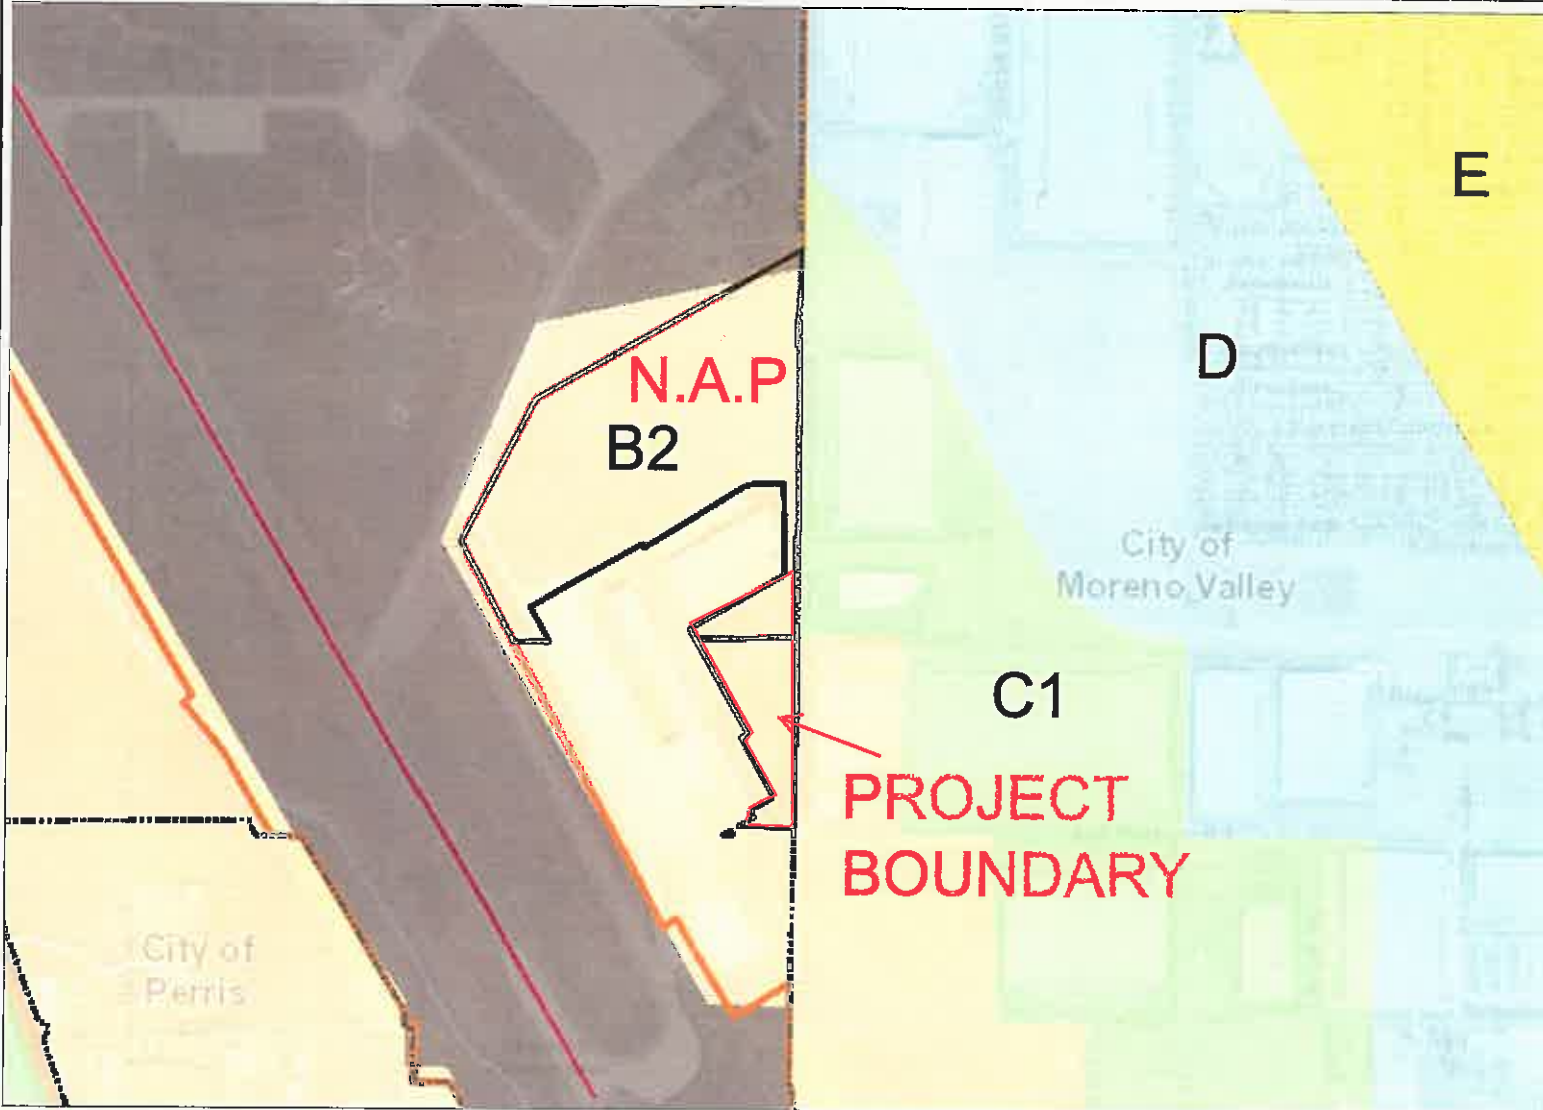 E
D
N.A.P
B2
City of
Moreno Valley
C1
PROJECT
BOUNDARY
City of
Perris